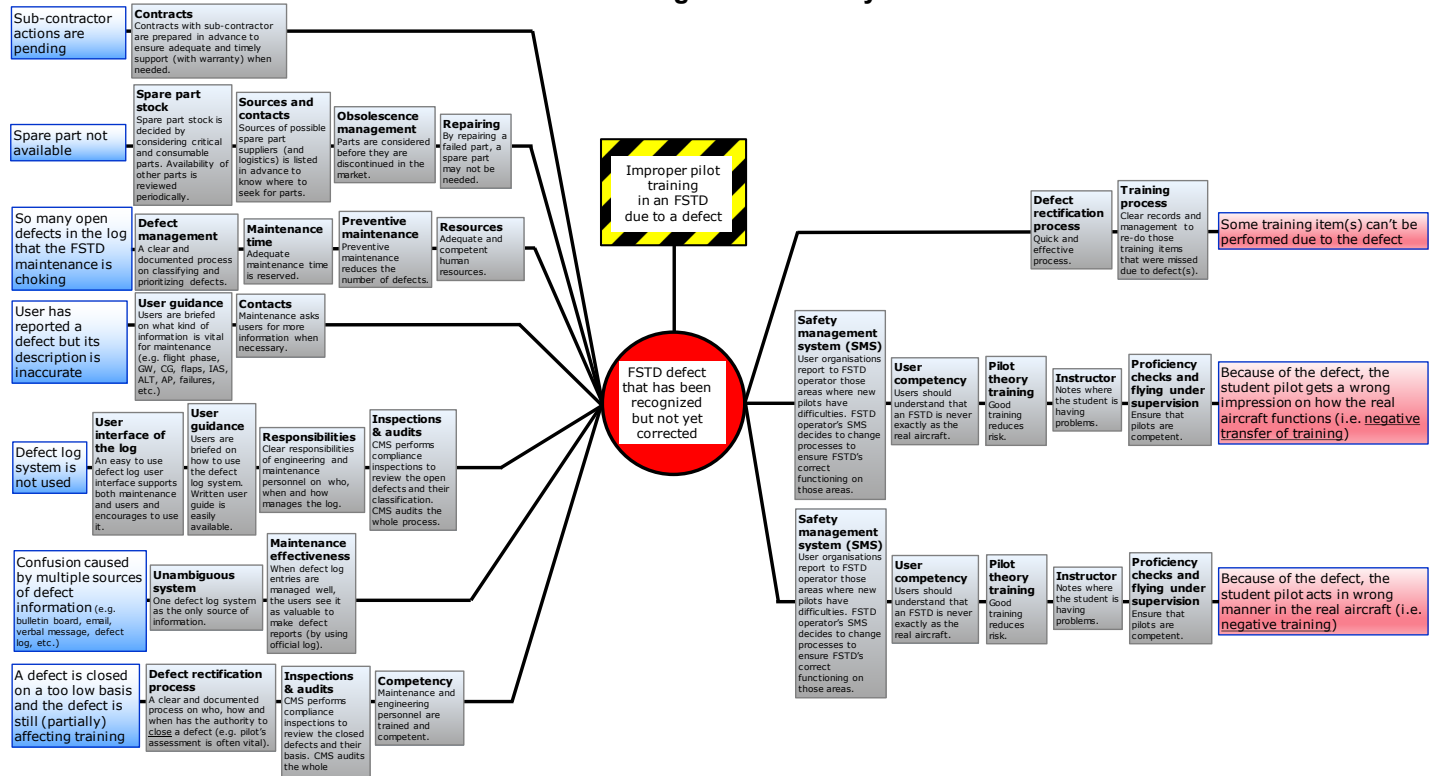 Sub-contractor
actions are
pending
Contracts
Contracts with sub-contractor
are prepared in advance to
ensure adequate and timely
support (with warranty) when
needed.
Spare part not
available
Spare part
stock
Spare part stock is
decided by
considering critical
and consumable
parts. Availability of
other parts is
reviewed
periodically.
Sources and
contacts
Sources of possible
spare part
suppliers (and
logistics) is listed
in advance to
know where to
seek for parts.
Obsolescence
management
Parts are considered
before they are
discontinued in the
market.
Repairing
By repairing a
failed part, a
spare part
may not be
needed.
So many open
defects in the log
that the FSTD
maintenance is
choking
Defect
management
A clear and
documented process
on classifying and
prioritizing defects.
Maintenance
time
Adequate
maintenance time
is reserved.
Preventive
maintenance
Preventive
maintenance
reduces the
number of defects.
Resources
Adequate and
competent
human
resources.
User has
reported a
defect but its
description is
inaccurate
User guidance
Users are briefed
on what kind of
information is vital
for maintenance
(e.g. flight phase,
GW, CG, flaps, IAS,
ALT, AP, failures,
etc.)
Contacts
Maintenance asks
users for more
information when
necessary.
Defect log
system is
not used
User
interface of
the log
An easy to use
defect log user
interface supports
both maintenance
and users and
encourages to use
it.
User
guidance
Users are
briefed on
how to use
the defect
log system.
Written user
guide is
easily
available.
Responsibilities
Clear responsibilities
of engineering and
maintenance
personnel on who,
when and how
manages the log.
Inspections
& audits
CMS performs
compliance
inspections to
review the open
defects and their
classification.
CMS audits the
whole process.
Confusion caused
by multiple sources
of defect
information (e.g.
bulletin board, email,
verbal message, defect
log, etc.)
Unambiguous
system
One defect log system
as the only source of
information.
Maintenance
effectiveness
When defect log
entries are
managed well,
the users see it
as valuable to
make defect
reports (by using
official log).
A defect is closed
on a too low basis
and the defect is
still (partially)
affecting training
Defect rectification
process
A clear and documented
process on who, how and
when has the authority to
close a defect (e.g. pilot's
assessment is often vital).
Inspections
& audits
CMS performs
compliance
inspections to
review the closed
defects and their
basis. CMS audits
the whole
Competency
Maintenance and
engineering
personnel are
trained and
competent.
Improper pilot
training
in an FSTD
due to a defect
FSTD defect
that has been
recognized
but not yet
corrected
Defect
rectification
process
Quick and
effective
process.
Training
process
Clear records and
management to
re-do those
training items
that were missed
due to defect(s).
Some training item(s) can't be
performed due to the defect
Safety
management
system (SMS)
User organisations
report to FSTD
operator those
areas where new
pilots have
difficulties. FSTD
operator's SMS
decides to change
processes to
ensure FSTD's
correct
functioning on
those areas.
User
competency
Users should
understand that
an FSTD is never
exactly as the
real aircraft.
Pilot
theory
training
Good
training
reduces
risk.
Instructor
Notes where
the student is
having
problems.
Proficiency
checks and
flying under
supervision
Ensure that
pilots are
competent.
Because of the defect, the
student pilot gets a wrong
impression on how the real
aircraft functions (i.e. negative
transfer of training)
Safety
management
system (SMS)
User organisations
report to FSTD
operator those
areas where new
pilots have
difficulties. FSTD
operator's SMS
decides to change
processes to
ensure FSTD's
correct
functioning on
those areas.
User
competency
Users should
understand that
an FSTD is never
exactly as the
real aircraft.
Pilot
theory
training
Good
training
reduces
risk.
Instructor
Notes where
the student is
having
problems.
Proficiency
checks and
flying under
supervision
Ensure that
pilots are
competent.
Because of the defect, the
student pilot acts in wrong
manner in the real aircraft (i.e.
negative training)